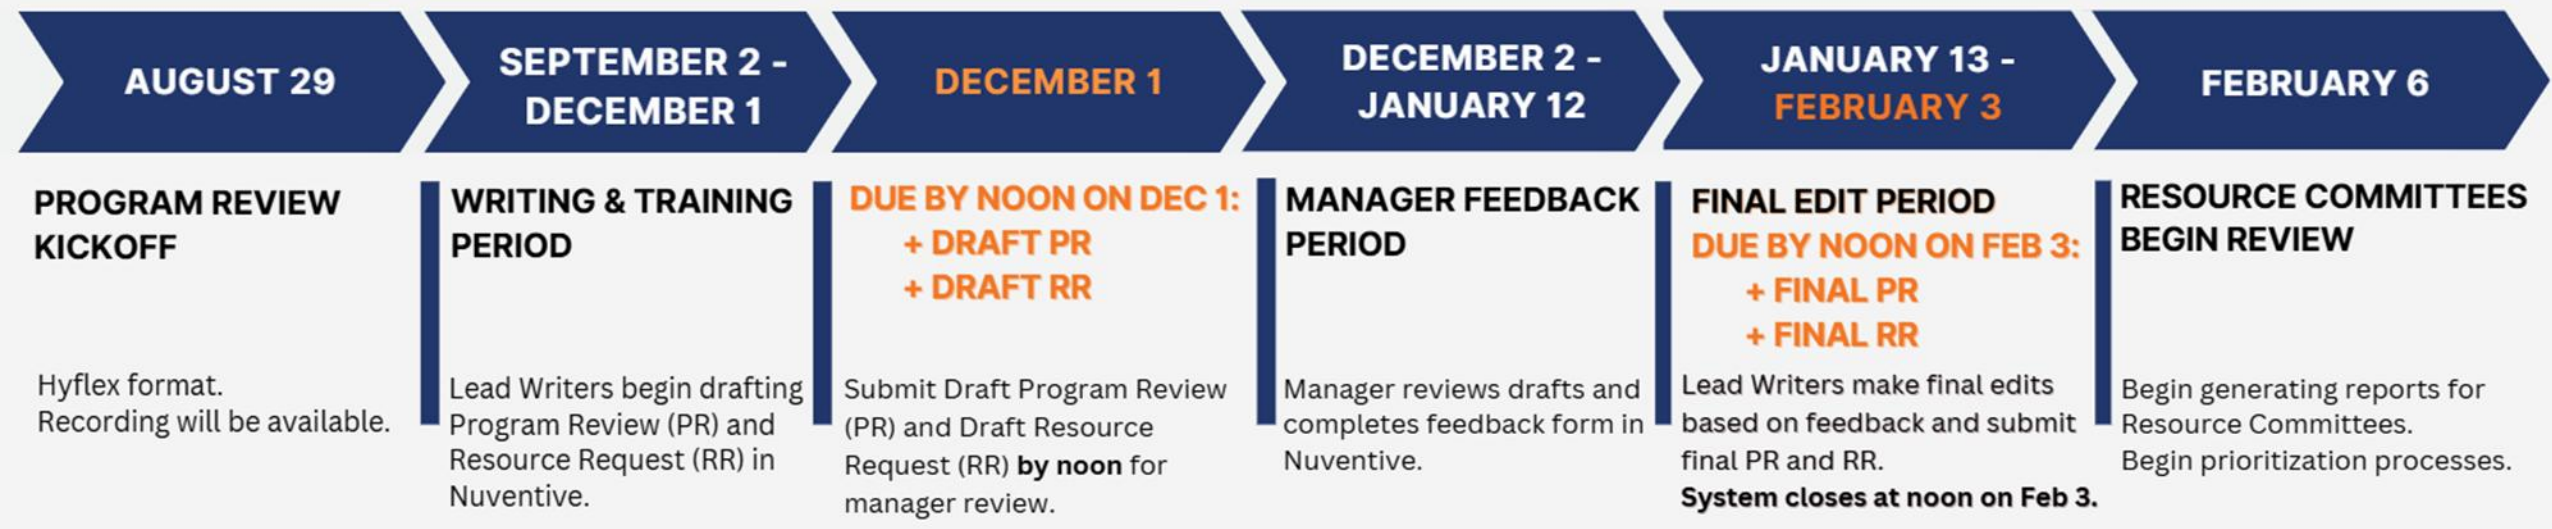 AUGUST 29
PROGRAM REVIEW
KICKOFF
Hyflex format.
Recording will be available.
SEPTEMBER 2 -
DECEMBER 1
WRITING & TRAINING
PERIOD
Lead Writers begin drafting
Program Review (PR) and
Resource Request (RR) in
Nuventive.
DECEMBER 1
DUE BY NOON ON DEC 1:
+ DRAFT PR
+ DRAFT RR
Submit Draft Program Review
(PR) and Draft Resource
Request (RR) by noon for
manager review.
DECEMBER 2 -
JANUARY 12
MANAGER FEEDBACK
PERIOD
Manager reviews drafts and
completes feedback form in
Nuventive.
JANUARY 13 -
FEBRUARY 3
FINAL EDIT PERIOD
DUE BY NOON ON FEB 3:
+ FINAL PR
+ FINAL RR
Lead Writers make final edits
based on feedback and submit
final PR and RR.
System closes at noon on Feb 3.
FEBRUARY 6
RESOURCE COMMITTEES
BEGIN REVIEW
Begin generating reports for
Resource Committees.
Begin prioritization processes.